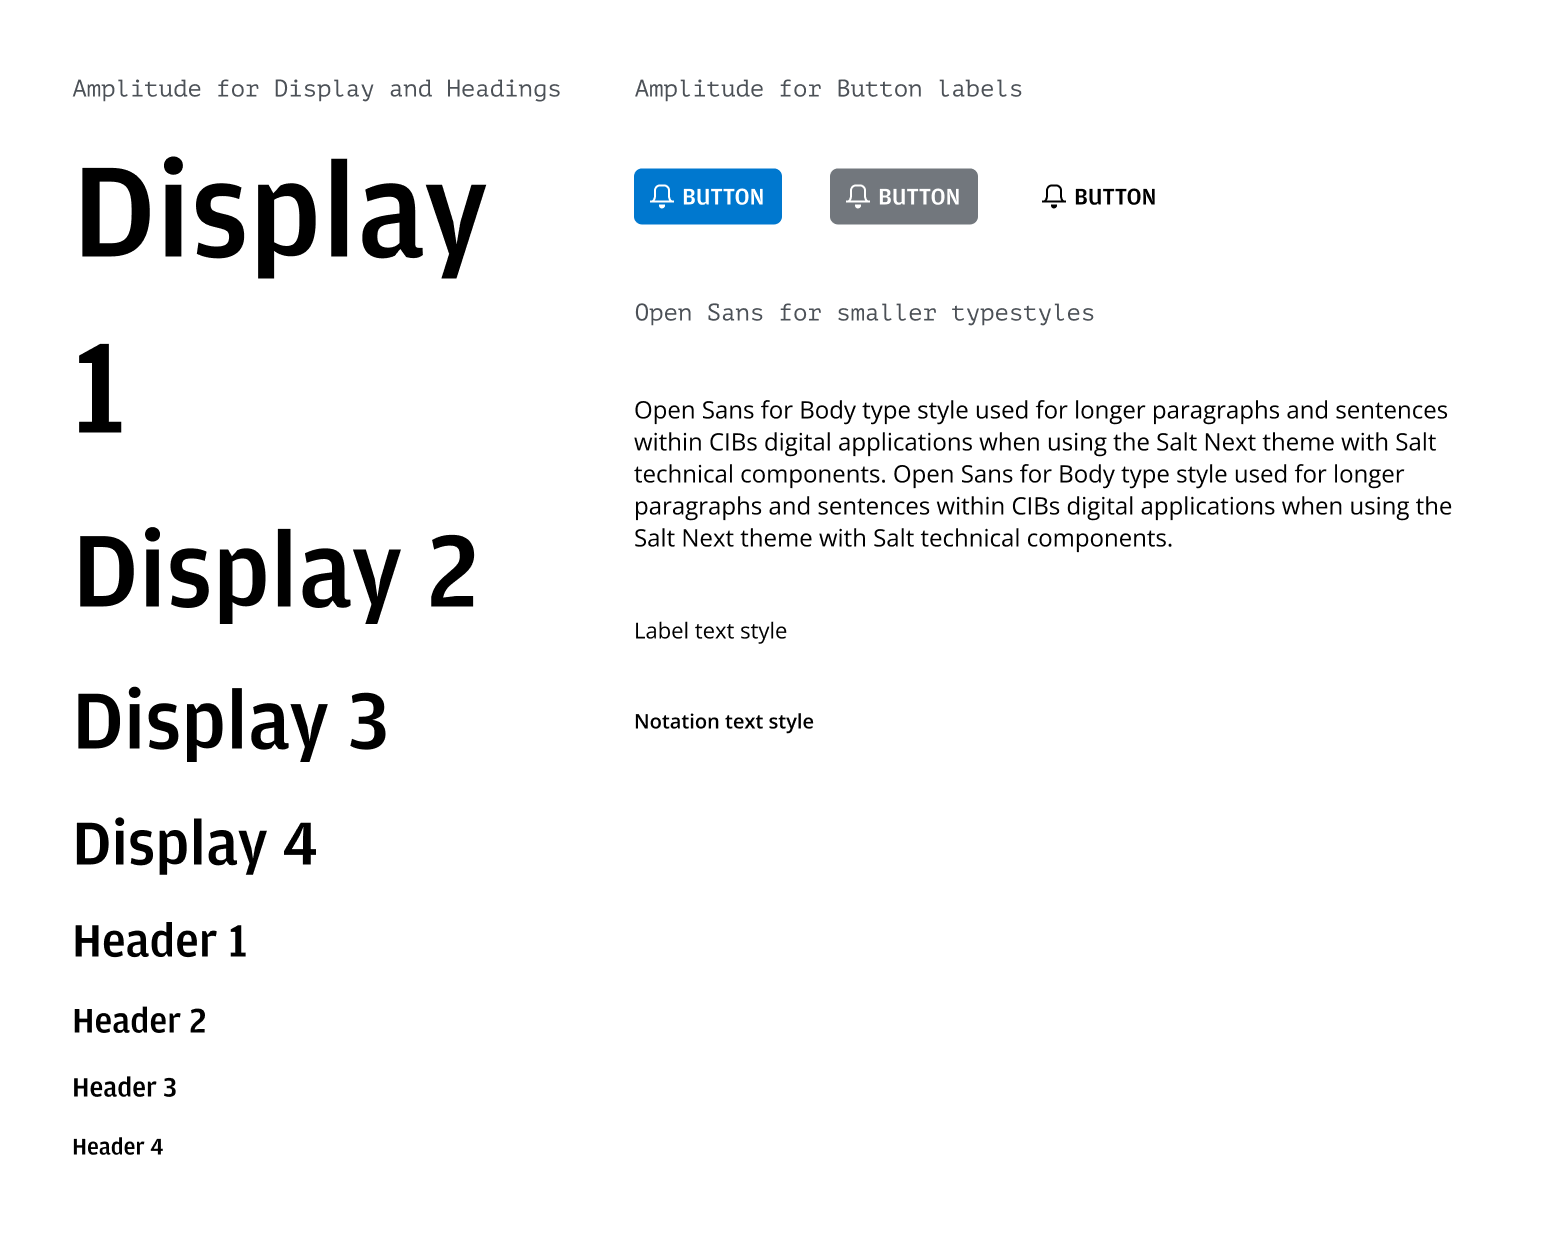 Amplitude for Display and Headings
Display
1
Display 2
Display 3
Display 4
Header 1
Header 2
Header 3
Header 4
Amplitude for Button labels
BUTTON
BUTTON
BUTTON
Open Sans for smaller typestyles
Open Sans for Body type style used for longer paragraphs and sentences
within CIBs digital applications when using the Salt Next theme with Salt
technical components. Open Sans for Body type style used for longer
paragraphs and sentences within CIBs digital applications when using the
Salt Next theme with Salt technical components.
Label text style
Notation text style